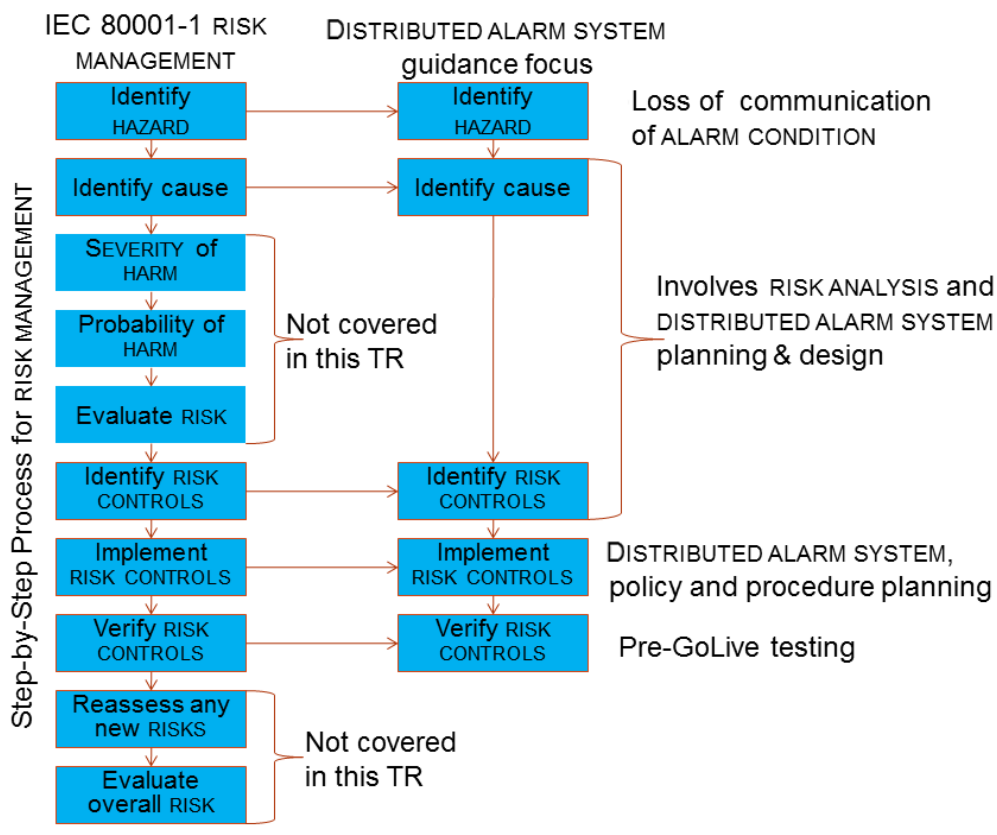 IEC 80001-1 RISK
MANAGEMENT
DISTRIBUTED ALARM SYSTEM
guidance focus
Step-by-Step Process for RISK MANAGEMENT
Identify
HAZARD
Identify
HAZARD
Loss of communication
of ALARM CONDITION
Identify cause
Identify cause
SEVERITY of
HARM
Probability of
HARM
Evaluate RISK
Not covered
in this TR
Involves RISK ANALYSIS and
DISTRIBUTED ALARM SYSTEM
planning & design
Identify RISK
CONTROLS
Identify RISK
CONTROLS
Implement
RISK CONTROLS
Implement
RISK CONTROLS
DISTRIBUTED ALARM SYSTEM,
policy and procedure planning
Verify RISK
CONTROLS
Verify RISK
CONTROLS
Pre-GoLive testing
Reassess any
new RISKS
Evaluate
overall RISK
Not covered
in this TR